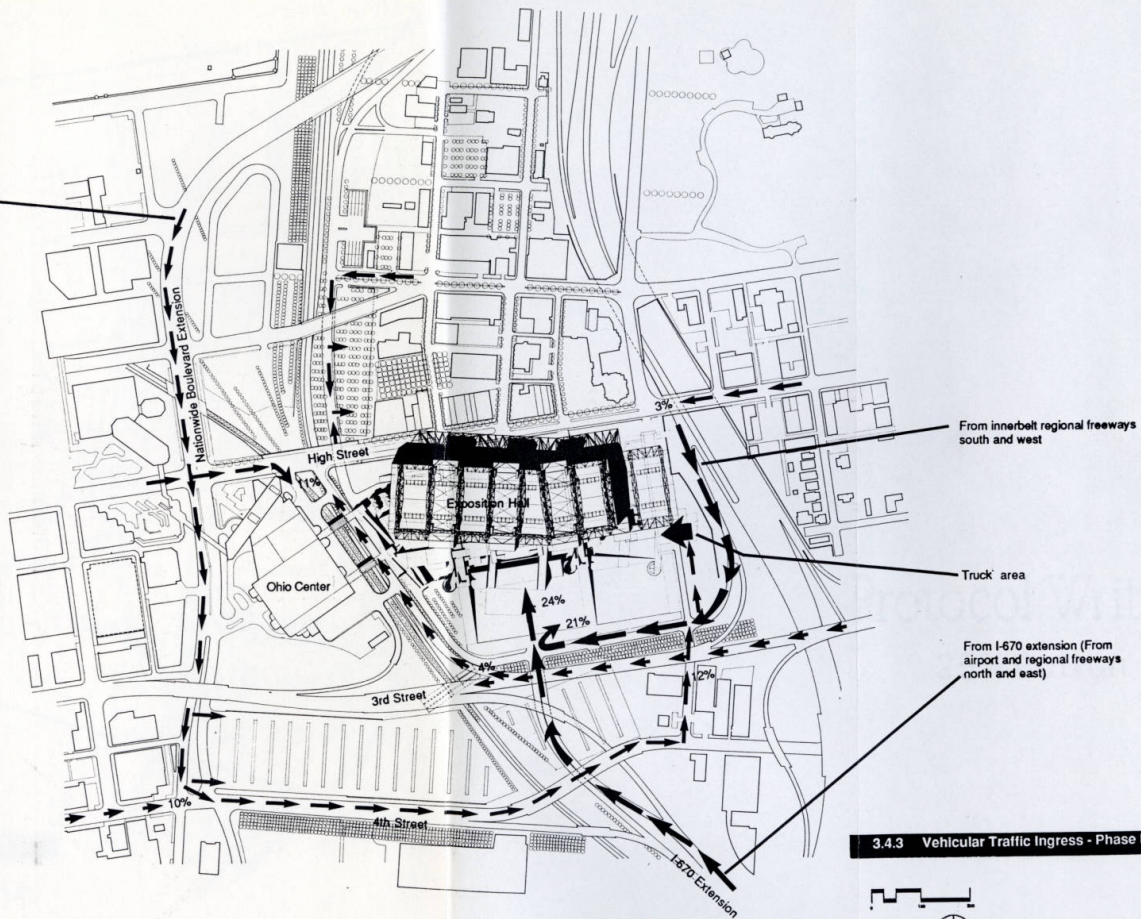 Nationwide Boulevard Extension
High Street
3%
11%
Exposition Hall
From innerbelt regional freeways
south and west
Ohio Center
Truck area
24%
21%
4%
12%
3rd Street
From I-670 extension (From
airport and regional freeways
north and east)
10%
4th Street
I-670 Extension
3.4.3 Vehicular Traffic Ingress - Phase